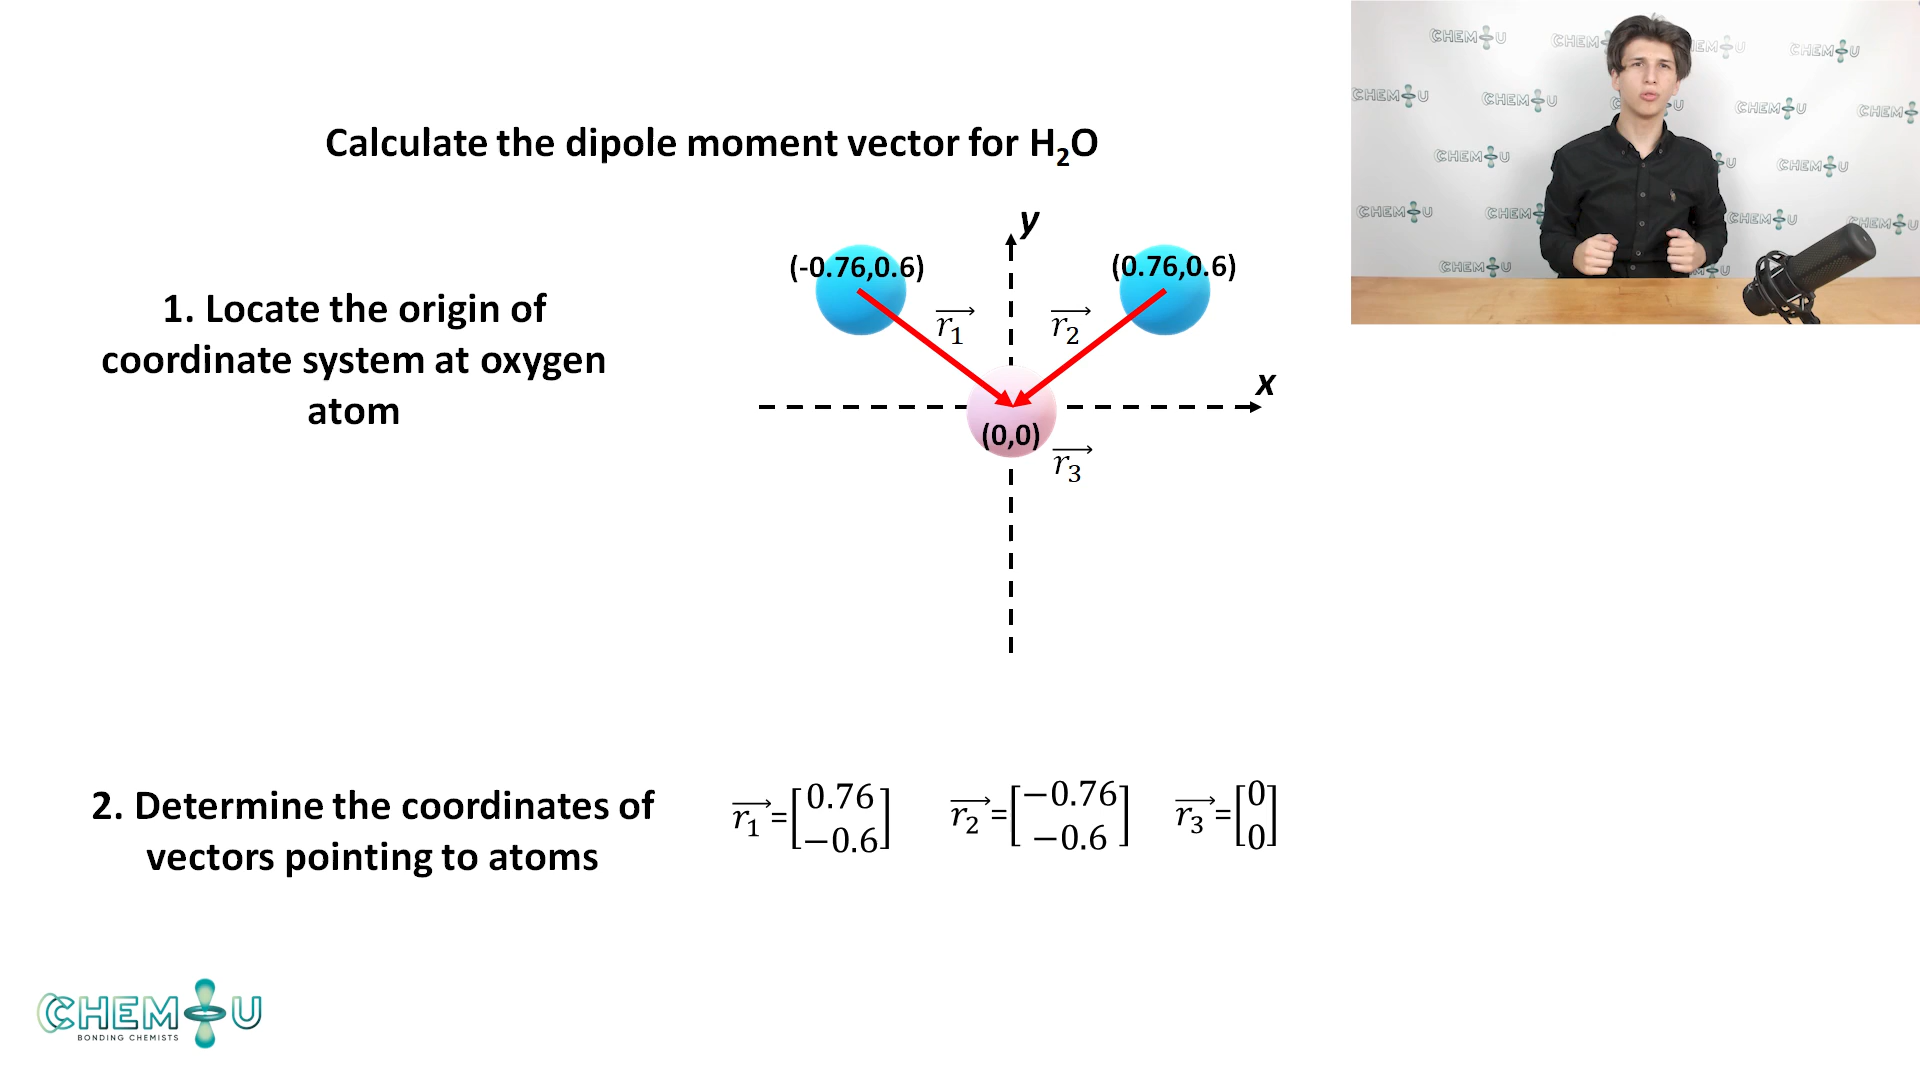 Calculate the dipole moment vector for H₂O
y
(-0.76,0.6)
(0.76,0.6)
1. Locate the origin of
coordinate system at oxygen
atom
r₁
r₂
x
(0,0)
r₃
2. Determine the coordinates of
vectors pointing to atoms
r₁ = [0.76 −0.6]
r₂ = [−0.76 −0.6]
r₃ = [0 0]
CHEM4U
BONDING CHEMISTS